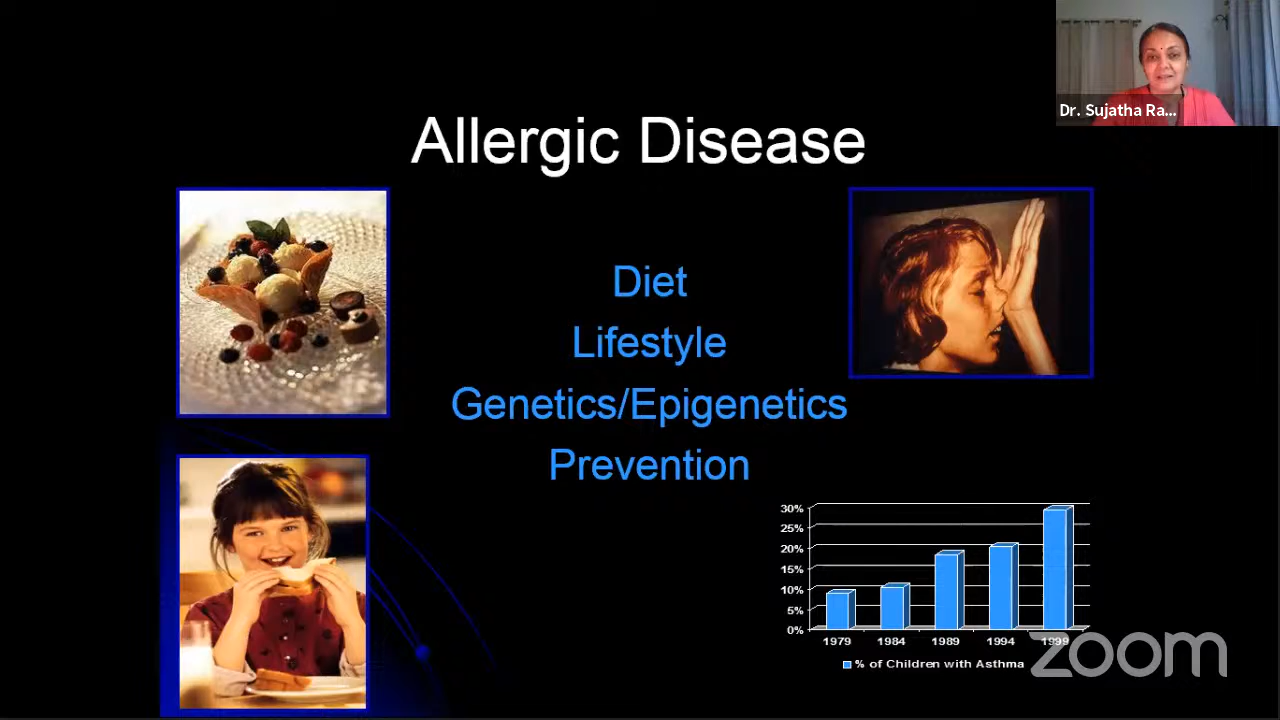 Dr. Sujatha Ra...
Allergic Disease
Diet
Lifestyle
Genetics/Epigenetics
Prevention
30%
25%
20%
15%
10%
5%
0%
1979 1984 1989 1994 1999
% of Children with Asthma
zoom